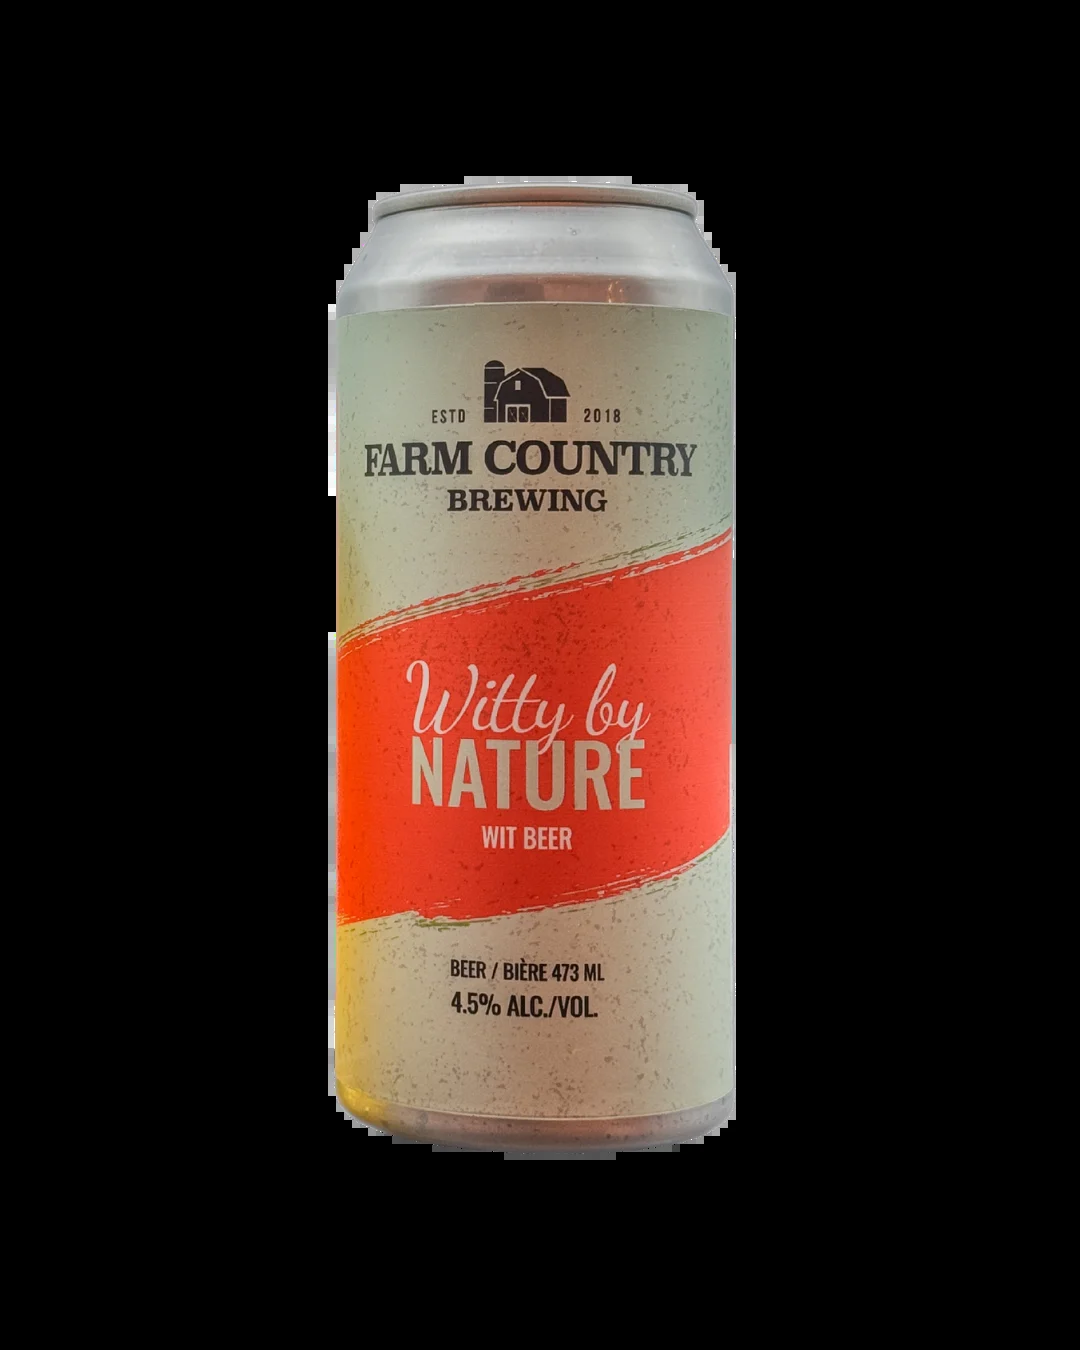 ESTD 2018
FARM COUNTRY
BREWING
Witty by
NATURE
WIT BEER
BEER / BIÈRE 473 ML
4.5% ALC./VOL.